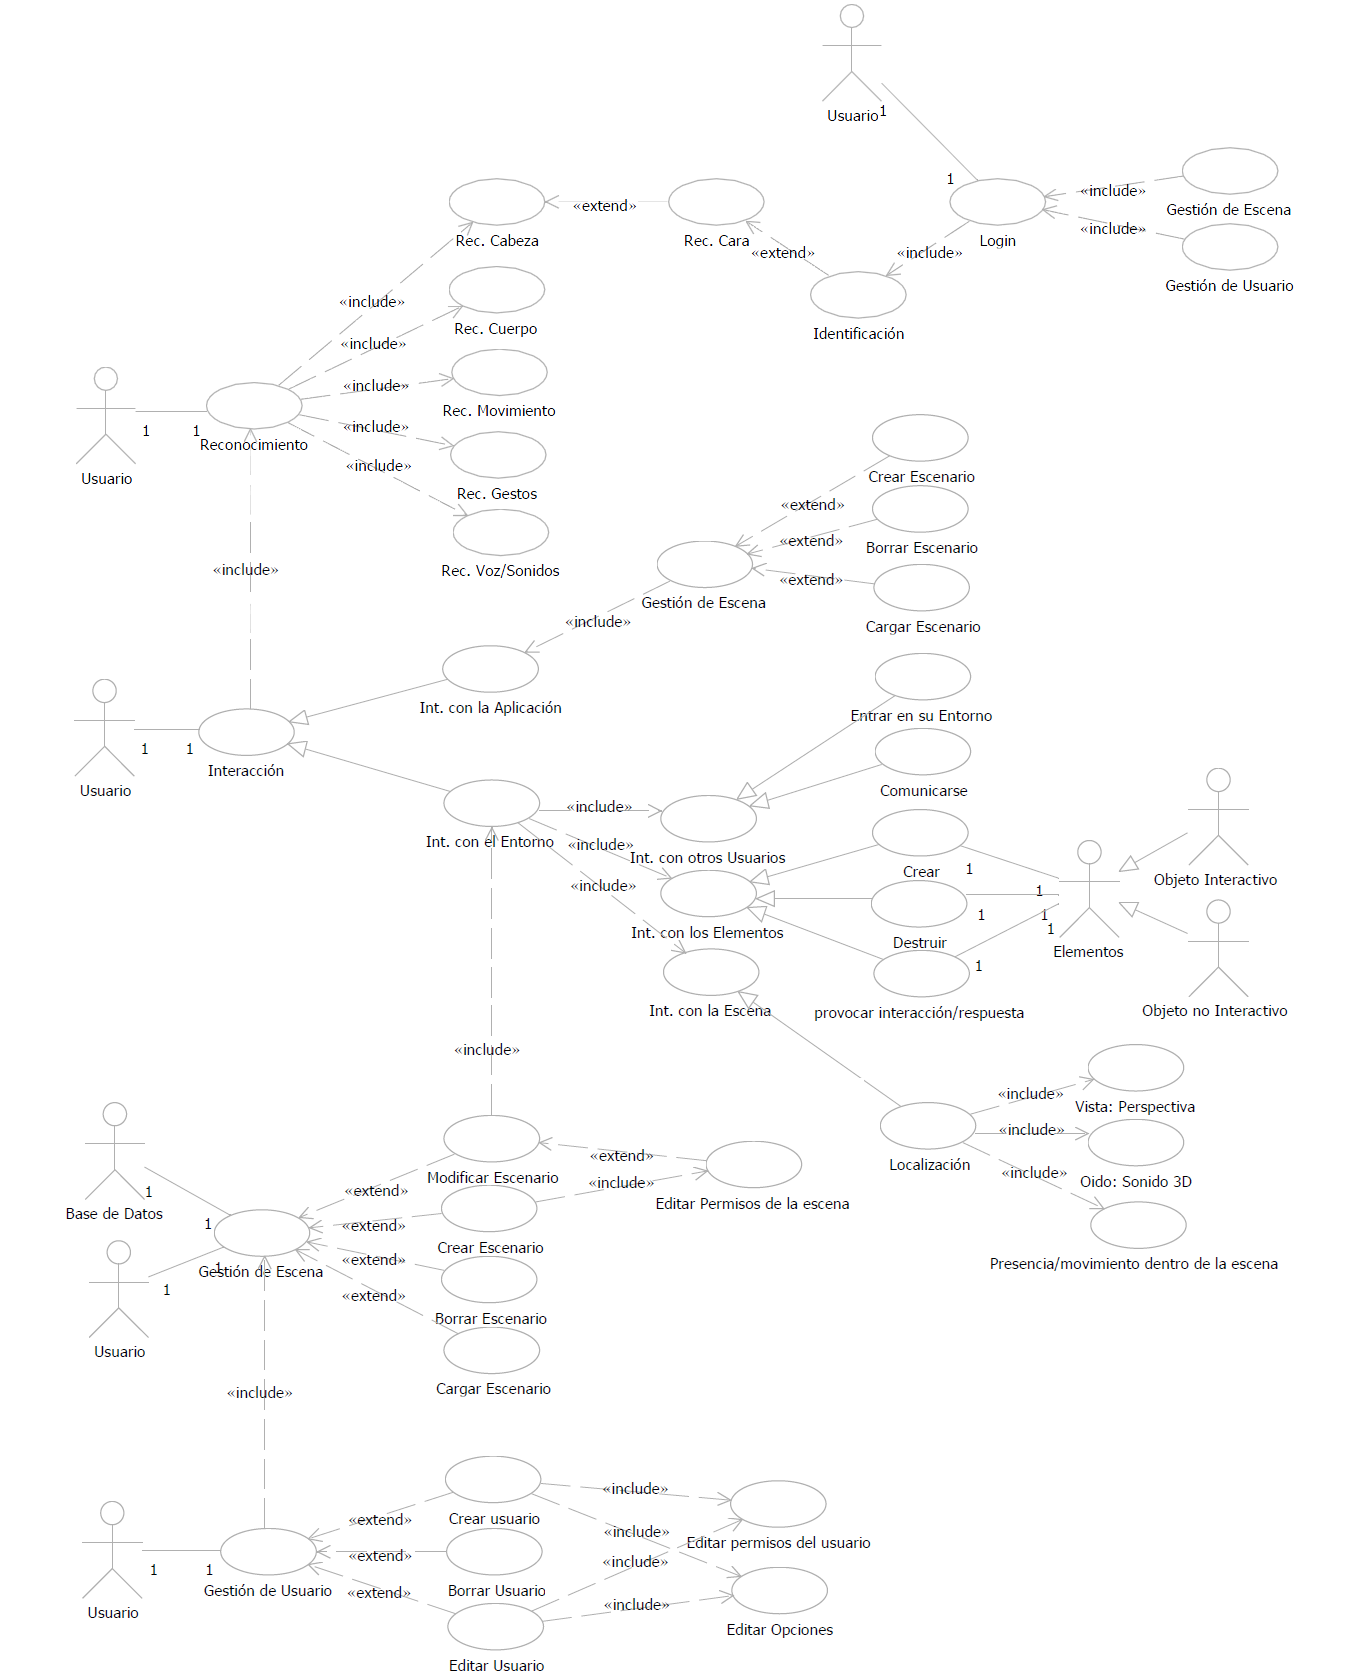 Usuario
1
1
«include»
Gestión de Escena
«include»
Gestión de Usuario
Login
«include»
Identificación
«extend»
Rec. Cara
«extend»
Rec. Cabeza
«include»
Rec. Cuerpo
«include»
Rec. Movimiento
«include»
Rec. Gestos
«include»
Rec. Voz/Sonidos
«include»
Reconocimiento
1
1
Usuario
«include»
Crear Escenario
«extend»
Borrar Escenario
«extend»
Cargar Escenario
«extend»
Gestión de Escena
«include»
Int. con la Aplicación
Usuario
1
1
Interacción
Int. con el Entorno
«include»
«include»
«include»
Entrar en su Entorno
Comunicarse
Int. con otros Usuarios
Crear
1
Int. con los Elementos
Destruir
1
Int. con la Escena
provocar interacción/respuesta
1
1
1
1
Elementos
Objeto Interactivo
Objeto no Interactivo
«include»
Localización
«include»
Vista: Perspectiva
«include»
Oido: Sonido 3D
«include»
Presencia/movimiento dentro de la escena
Base de Datos
1
1
Usuario
1
1
Gestión de Escena
«extend»
Modificar Escenario
«extend»
Crear Escenario
«extend»
Borrar Escenario
«extend»
Cargar Escenario
«extend»
«include»
Editar Permisos de la escena
«include»
Usuario
1
1
Gestión de Usuario
«extend»
Crear usuario
«extend»
Borrar Usuario
«extend»
Editar Usuario
«include»
«include»
«include»
«include»
Editar permisos del usuario
Editar Opciones